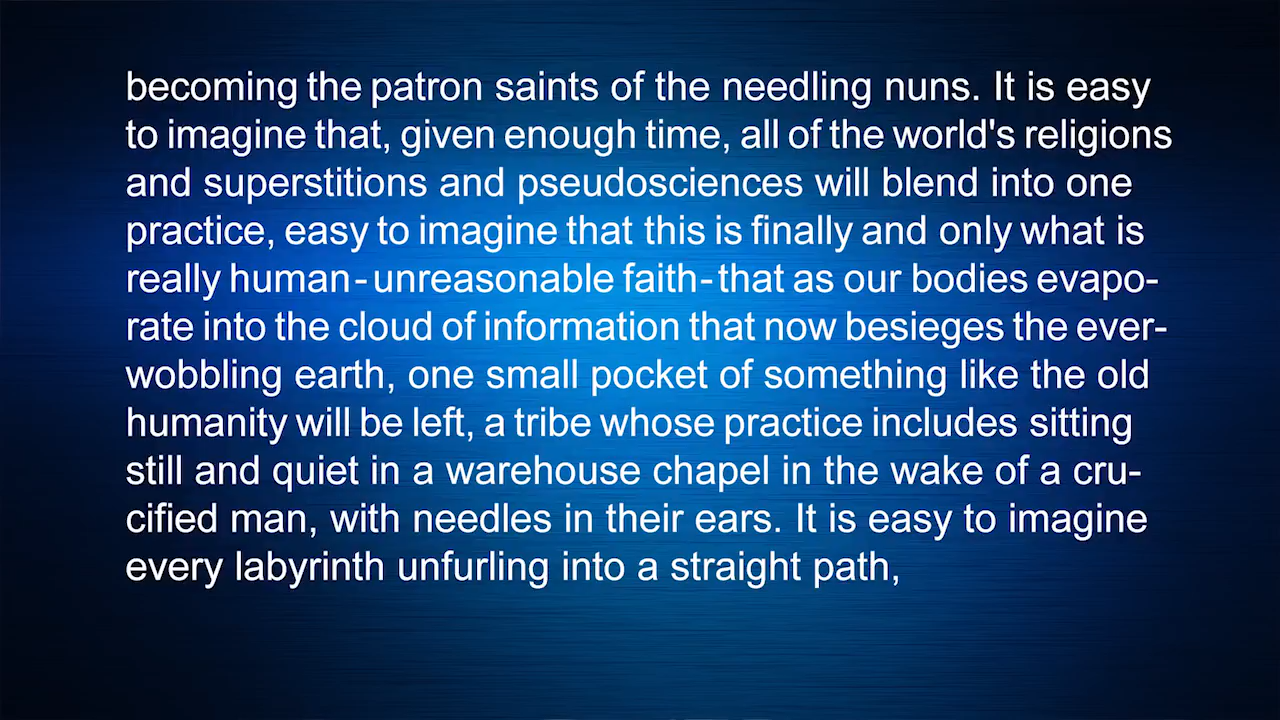 becoming the patron saints of the needling nuns. It is easy
to imagine that, given enough time, all of the world's religions
and superstitions and pseudosciences will blend into one
practice, easy to imagine that this is finally and only what is
really human-unreasonable faith-that as our bodies evapo-
rate into the cloud of information that now besieges the ever-
wobbling earth, one small pocket of something like the old
humanity will be left, a tribe whose practice includes sitting
still and quiet in a warehouse chapel in the wake of a cru-
cified man, with needles in their ears. It is easy to imagine
every labyrinth unfurling into a straight path,